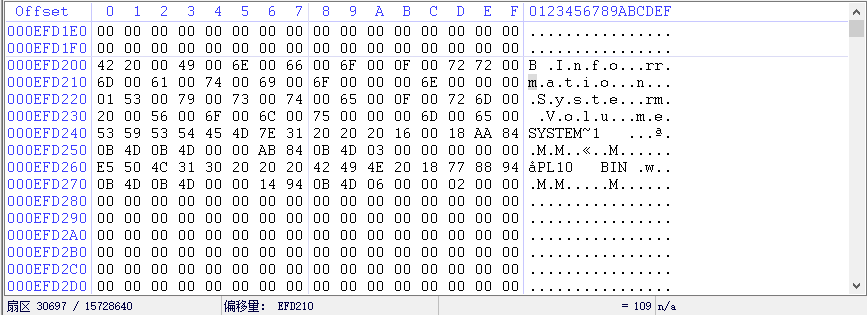 Offset 0 1 2 3 4 5 6 7 8 9 A B C D E F 0123456789ABCDEF
000EFD1E0 00 00 00 00 00 00 00 00 00 00 00 00 00 00 00 00 ................
000EFD1F0 00 00 00 00 00 00 00 00 00 00 00 00 00 00 00 00 ................
000EFD200 42 20 00 49 00 6E 00 66 00 6F 00 0F 00 72 72 00 B .I.n.f.o...rr.
000EFD210 6D 00 61 00 74 00 69 00 6F 00 00 00 6E 00 00 00 m.a.t.i.o...n...
000EFD220 01 53 00 79 00 73 00 74 00 65 00 0F 00 72 6D 00 .S.y.s.t.e...rm.
000EFD230 20 00 56 00 6F 00 6C 00 75 00 00 00 6D 00 65 00  .V.o.l.u...m.e.
000EFD240 53 59 53 54 45 4D 7E 31 20 20 20 16 00 18 AA 84 SYSTEM~1   ...ª.
000EFD250 0B 4D 0B 4D 00 00 AB 84 0B 4D 03 00 00 00 00 00 .M.M..«..M......
000EFD260 E5 50 4C 31 30 20 20 20 42 49 4E 20 18 77 88 94 åPL10   BIN .w..
000EFD270 0B 4D 0B 4D 00 00 14 94 0B 4D 06 00 00 02 00 00 .M.M.....M......
000EFD280 00 00 00 00 00 00 00 00 00 00 00 00 00 00 00 00 ................
000EFD290 00 00 00 00 00 00 00 00 00 00 00 00 00 00 00 00 ................
000EFD2A0 00 00 00 00 00 00 00 00 00 00 00 00 00 00 00 00 ................
000EFD2B0 00 00 00 00 00 00 00 00 00 00 00 00 00 00 00 00 ................
000EFD2C0 00 00 00 00 00 00 00 00 00 00 00 00 00 00 00 00 ................
000EFD2D0 00 00 00 00 00 00 00 00 00 00 00 00 00 00 00 00 ................
扇区 30697 / 15728640 偏移量: EFD210 = 109 n/a